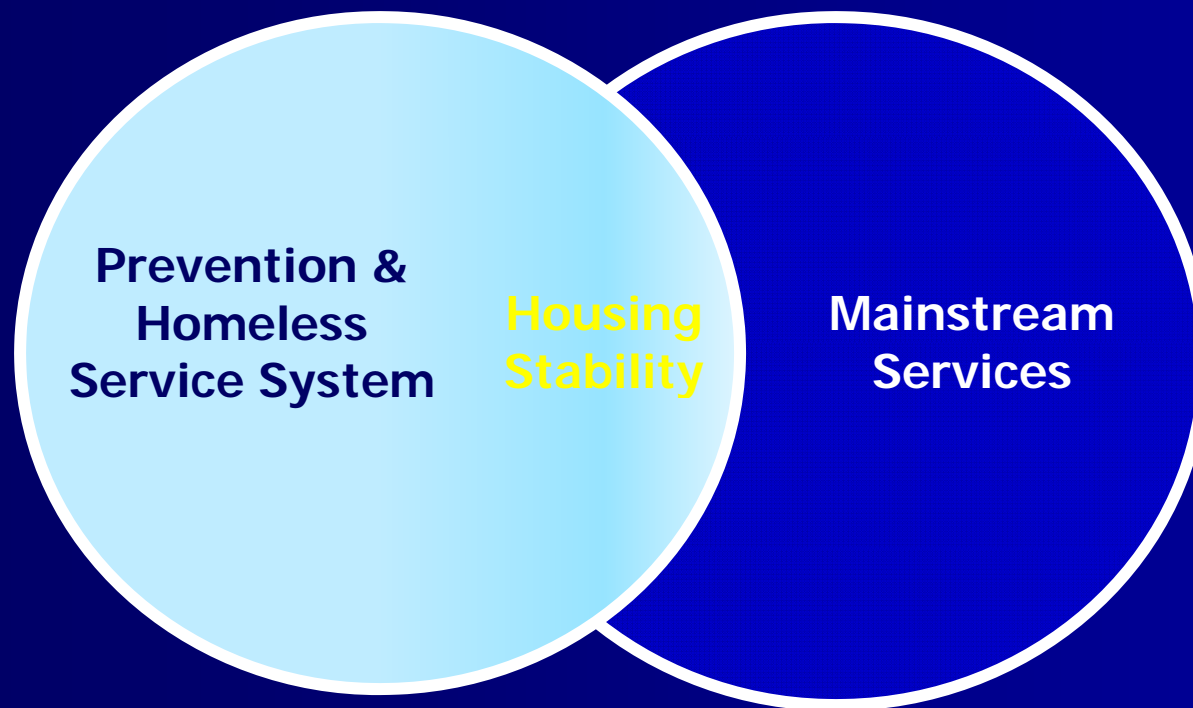 Prevention &
Homeless
Service System
Housing
Stability
Mainstream
Services